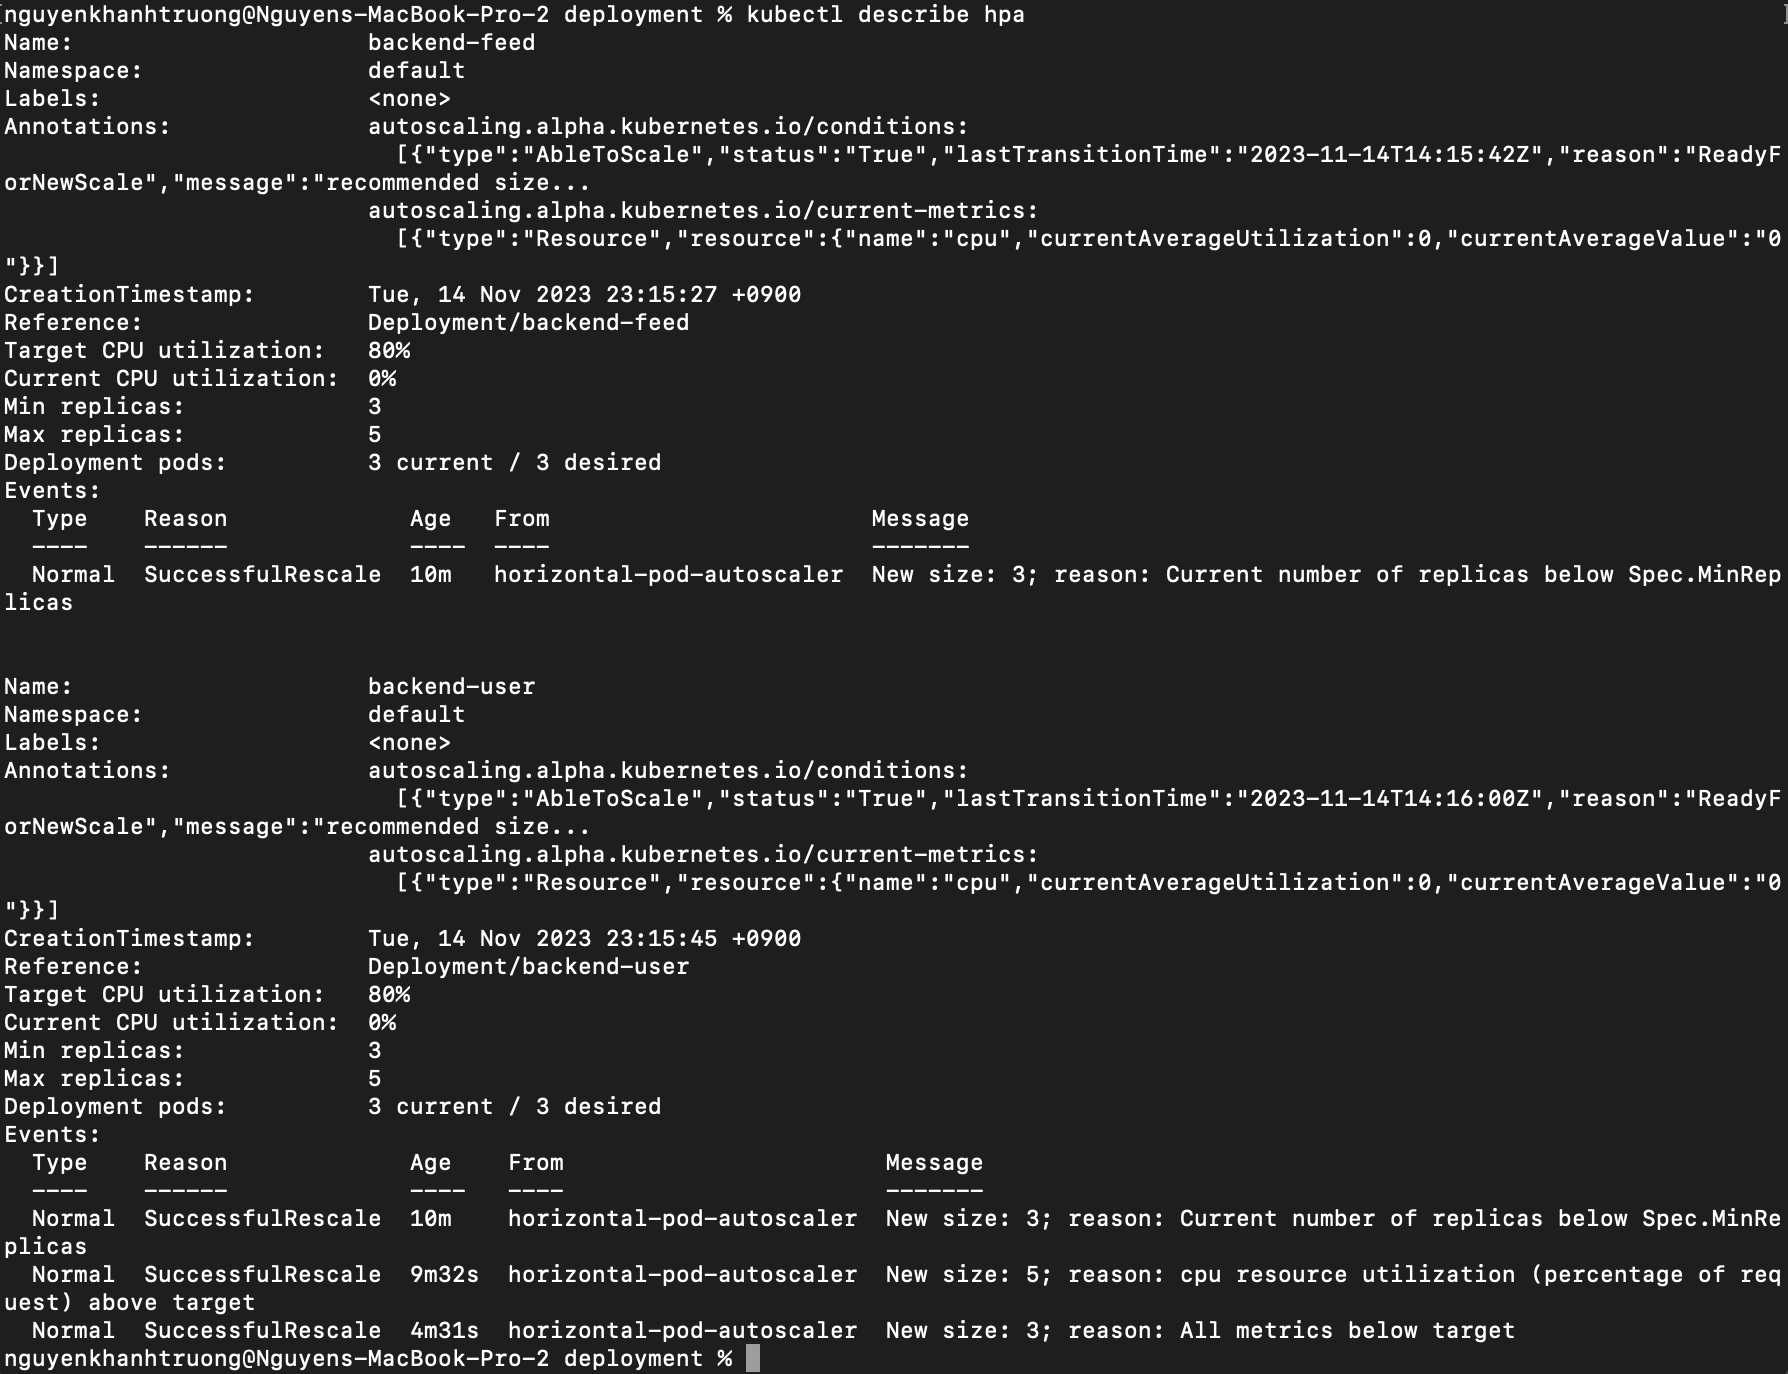 nguyenkhanhtruong@Nguyens-MacBook-Pro-2 deployment % kubectl describe hpa
Name:                     backend-feed
Namespace:                default
Labels:                   <none>
Annotations:              autoscaling.alpha.kubernetes.io/conditions:
                            [{"type":"AbleToScale","status":"True","lastTransitionTime":"2023-11-14T14:15:42Z","reason":"ReadyF
orNewScale","message":"recommended size...
                          autoscaling.alpha.kubernetes.io/current-metrics:
                            [{"type":"Resource","resource":{"name":"cpu","currentAverageUtilization":0,"currentAverageValue":"0
"}}]
CreationTimestamp:        Tue, 14 Nov 2023 23:15:27 +0900
Reference:                Deployment/backend-feed
Target CPU utilization:   80%
Current CPU utilization:  0%
Min replicas:             3
Max replicas:             5
Deployment pods:          3 current / 3 desired
Events:
  Type    Reason             Age   From                       Message
  ----    ------             ----  ----                       -------
  Normal  SuccessfulRescale  10m   horizontal-pod-autoscaler  New size: 3; reason: Current number of replicas below Spec.MinRep
licas
Name:                     backend-user
Namespace:                default
Labels:                   <none>
Annotations:              autoscaling.alpha.kubernetes.io/conditions:
                            [{"type":"AbleToScale","status":"True","lastTransitionTime":"2023-11-14T14:16:00Z","reason":"ReadyF
orNewScale","message":"recommended size...
                          autoscaling.alpha.kubernetes.io/current-metrics:
                            [{"type":"Resource","resource":{"name":"cpu","currentAverageUtilization":0,"currentAverageValue":"0
"}}]
CreationTimestamp:        Tue, 14 Nov 2023 23:15:45 +0900
Reference:                Deployment/backend-user
Target CPU utilization:   80%
Current CPU utilization:  0%
Min replicas:             3
Max replicas:             5
Deployment pods:          3 current / 3 desired
Events:
  Type    Reason             Age    From                       Message
  ----    ------             ----   ----                       -------
  Normal  SuccessfulRescale  10m    horizontal-pod-autoscaler  New size: 3; reason: Current number of replicas below Spec.MinRe
plicas
  Normal  SuccessfulRescale  9m32s  horizontal-pod-autoscaler  New size: 5; reason: cpu resource utilization (percentage of req
uest) above target
  Normal  SuccessfulRescale  4m31s  horizontal-pod-autoscaler  New size: 3; reason: All metrics below target
nguyenkhanhtruong@Nguyens-MacBook-Pro-2 deployment %